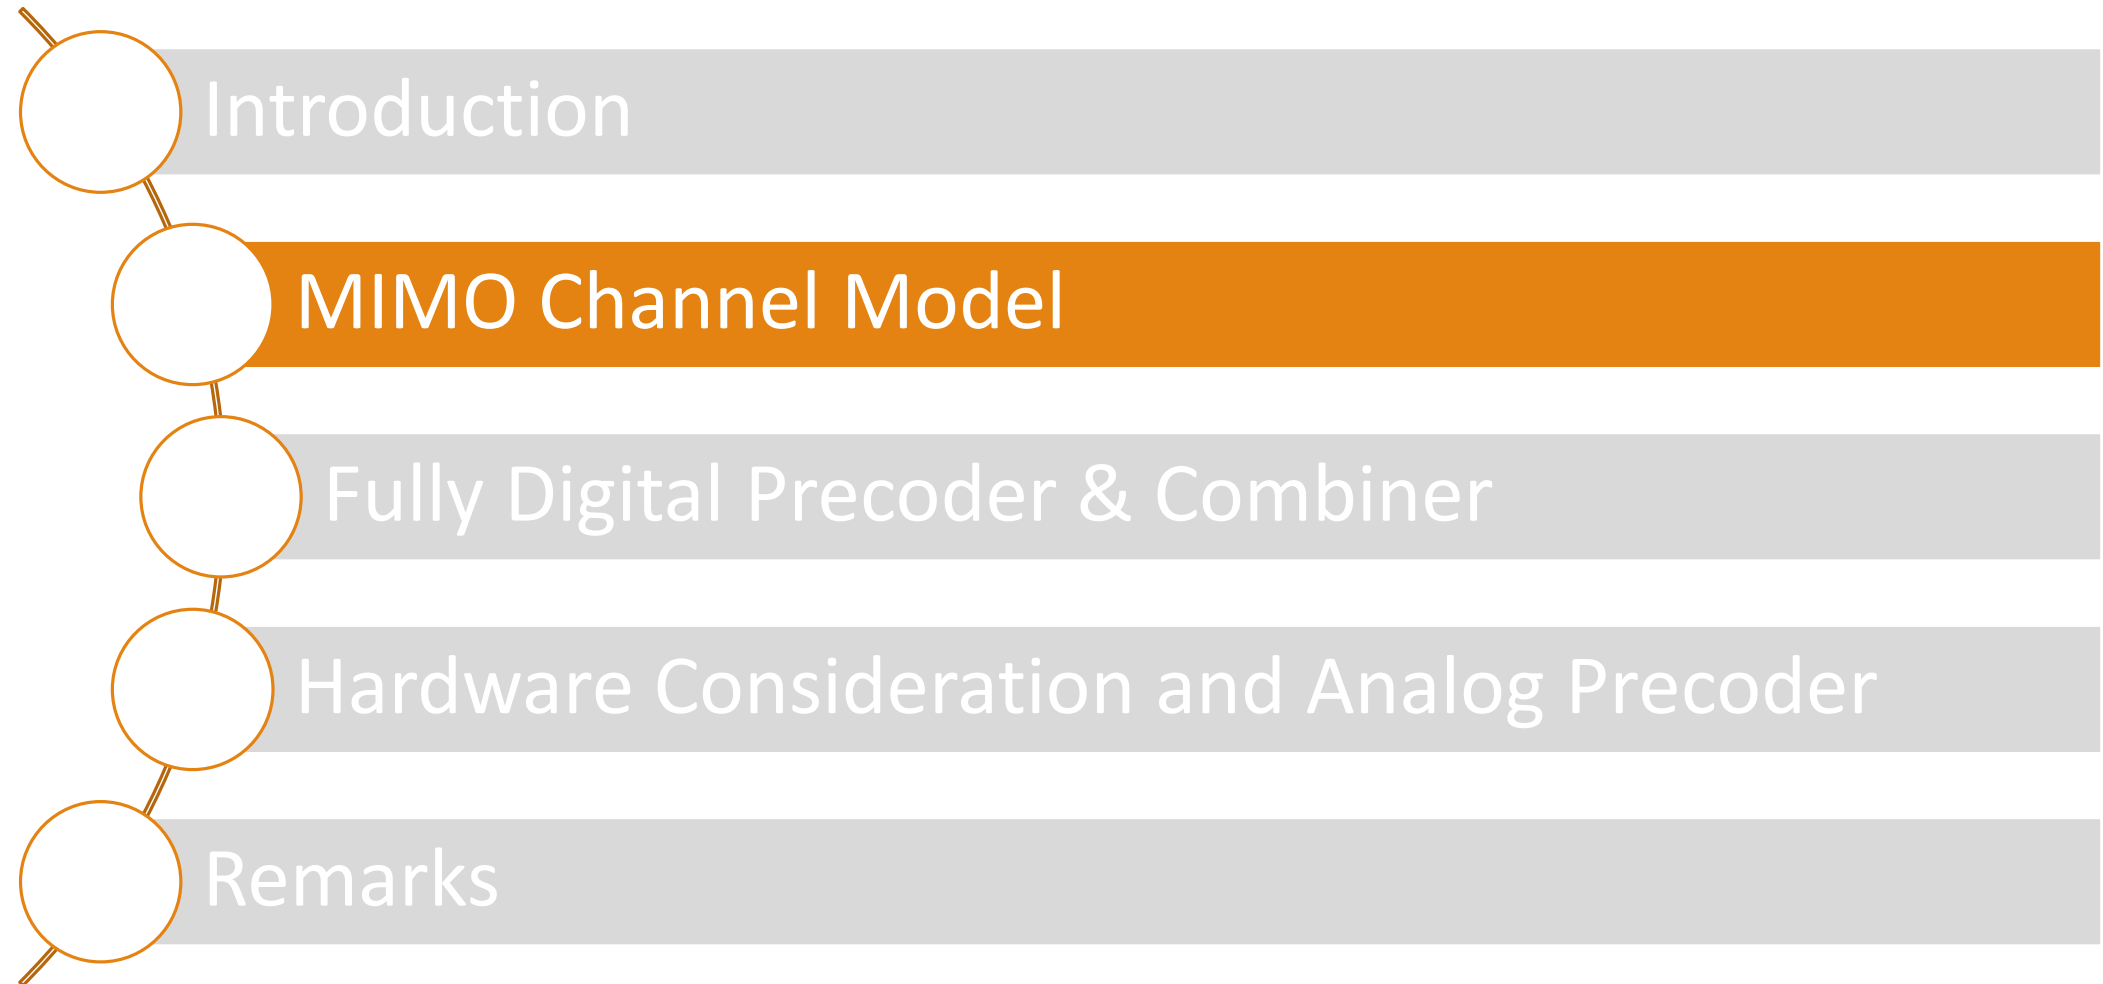 Introduction
MIMO Channel Model
Fully Digital Precoder & Combiner
Hardware Consideration and Analog Precoder
Remarks